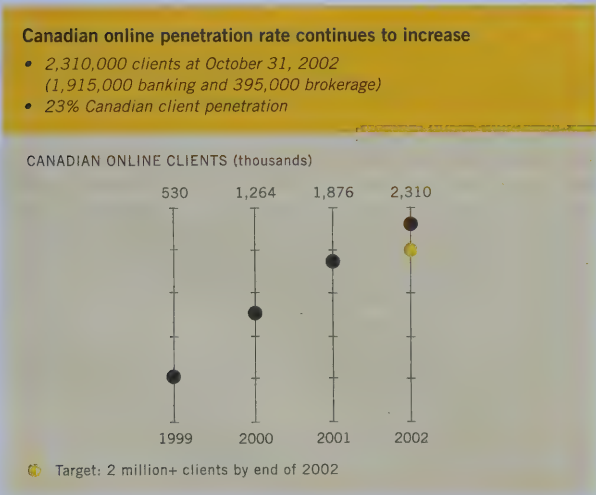 Canadian online penetration rate continues to increase
• 2,310,000 clients at October 31, 2002
(1,915,000 banking and 395,000 brokerage)
• 23% Canadian client penetration
CANADIAN ONLINE CLIENTS (thousands)
530 1,264 1,876 2,310
1999 2000 2001 2002
Target: 2 million+ clients by end of 2002